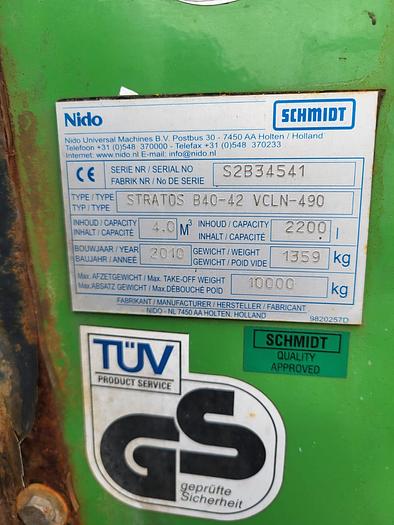 Nido
SCHMIDT
Nido Universal Machines B.V. Postbus 30 - 7450 AA Holten / Holland
Telefoon +31 (0)548 370000 - Telefax +31 (0)548 370233
Internet: www.nido.nl E-mail: info@nido.nl
CE SERIE NR / SERIAL NO S2B34541
FABRIK NR / No DE SERIE
TYPE / TYPE / STRATOS B40-42 VCLN-490
TYP / TYPE
INHOUD / CAPACITY 4.0 M³ INHOUD / CAPACITY 2200 l
INHALT / CAPACITÉ INHALT / CAPACITÉ
BOUWJAAR / YEAR 2010 GEWICHT / WEIGHT 1359 kg
BAUJAHR / ANNEÉ GEWICHT / POID VIDE
Max. AFZETGEWICHT / Max. TAKE-OFF WEIGHT 10000 kg
Max. ABSATZ GEWICHT / Max. DÉBOUCHÉ POID
FABRIKANT / MANUFACTURER / HERSTELLER / FABRICANT
NIDO - NL 7450 AA HOLTEN, HOLLAND
9820257D
TÜV
PRODUCT SERVICE
SCHMIDT
QUALITY
APPROVED
GS
geprüfte
Sicherheit